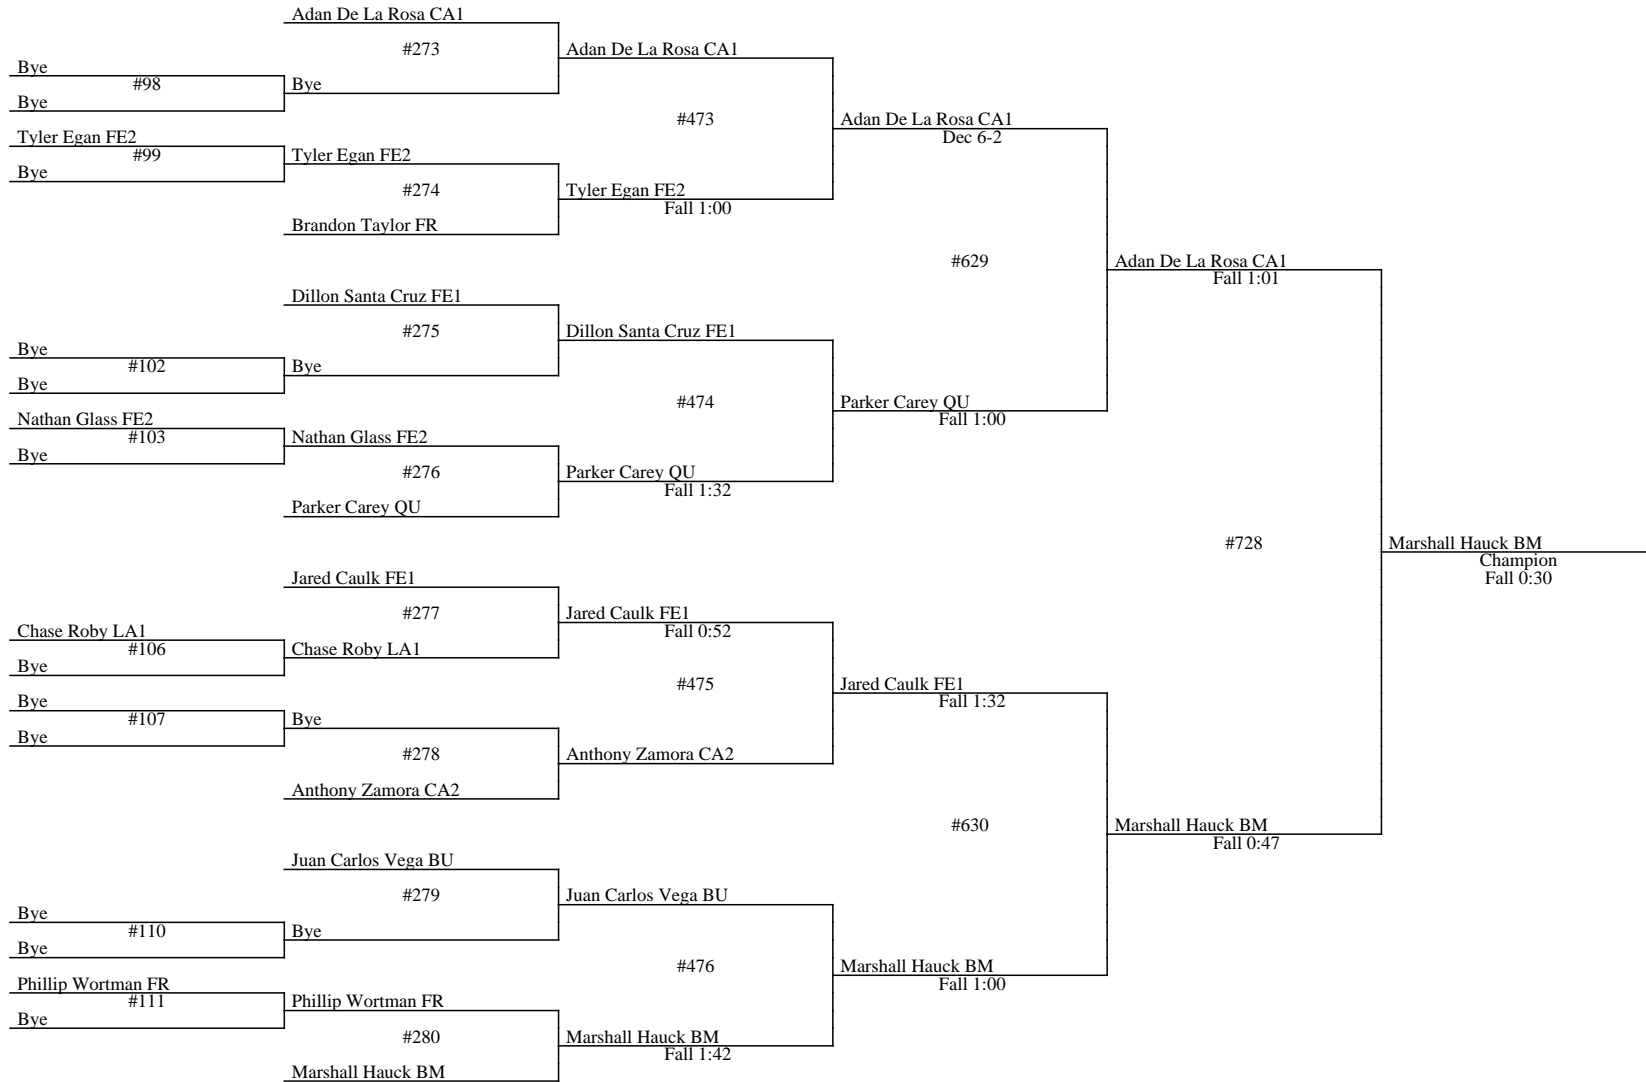 Adan De La Rosa CA1
#273
Adan De La Rosa CA1
Bye
#98
Bye
Bye
#473
Adan De La Rosa CA1
Dec 6-2
Tyler Egan FE2
#99
Tyler Egan FE2
Bye
#274
Tyler Egan FE2
Fall 1:00
Brandon Taylor FR
#629
Adan De La Rosa CA1
Fall 1:01
Dillon Santa Cruz FE1
#275
Dillon Santa Cruz FE1
Bye
#102
Bye
Bye
#474
Parker Carey QU
Fall 1:00
Nathan Glass FE2
#103
Nathan Glass FE2
Bye
#276
Parker Carey QU
Fall 1:32
Parker Carey QU
#728
Marshall Hauck BM
Champion
Fall 0:30
Jared Caulk FE1
#277
Jared Caulk FE1
Fall 0:52
Chase Roby LA1
#106
Chase Roby LA1
Bye
#475
Jared Caulk FE1
Fall 1:32
Bye
#107
Bye
Bye
#278
Anthony Zamora CA2
Anthony Zamora CA2
#630
Marshall Hauck BM
Fall 0:47
Juan Carlos Vega BU
#279
Juan Carlos Vega BU
Bye
#110
Bye
Bye
#476
Marshall Hauck BM
Fall 1:00
Phillip Wortman FR
#111
Phillip Wortman FR
Bye
#280
Marshall Hauck BM
Fall 1:42
Marshall Hauck BM